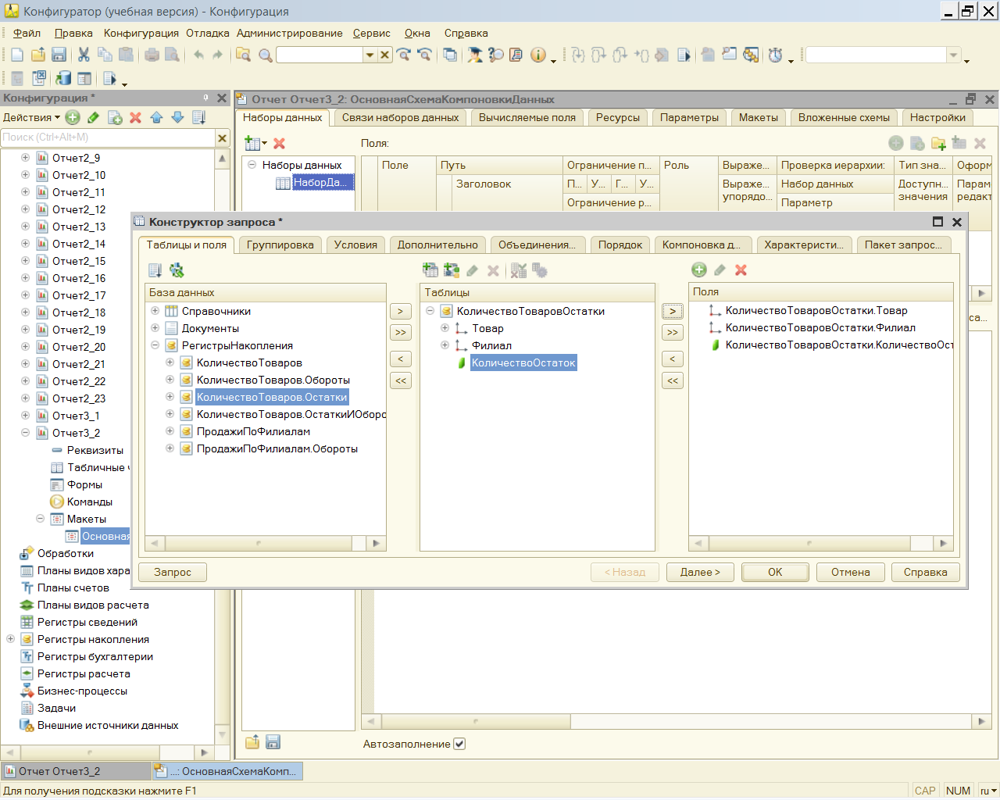 Конфигуратор (учебная версия) - Конфигурация
Файл Правка Конфигурация Отладка Администрирование Сервис Окна Справка
Конфигурация *
Действия
Поиск (Ctrl+Alt+M)
Отчет2_9
Отчет2_10
Отчет2_11
Отчет2_12
Отчет2_13
Отчет2_14
Отчет2_15
Отчет2_16
Отчет2_17
Отчет2_18
Отчет2_19
Отчет2_20
Отчет2_21
Отчет2_22
Отчет2_23
Отчет3_1
Отчет3_2
Реквизиты
Табличные
Формы
Команды
Макеты
Основная
Обработки
Планы видов хара
Планы счетов
Планы видов расчета
Регистры сведений
Регистры накопления
Регистры бухгалтерии
Регистры расчета
Бизнес-процессы
Задачи
Внешние источники данных
Отчет Отчет3_2: ОсновнаяСхемаКомпоновкиДанных
Наборы данных Связи наборов данных Вычисляемые поля Ресурсы Параметры Макеты Вложенные схемы Настройки
Поля:
Наборы данных
НаборДа...
Поле Путь Ограничение п... Роль Выраже... Проверка иерархии: Тип зна... Оформ
Заголовок П... У... Г... У... Выраже... упорядо... Набор данных Доступн... значения Парам редакт
Ограничение р... Параметр
са...
Конструктор запроса *
Таблицы и поля Группировка Условия Дополнительно Объединения... Порядок Компоновка д... Характеристи... Пакет запрос...
База данных
Справочники
Документы
РегистрыНакопления
КоличествоТоваров
КоличествоТоваров.Обороты
КоличествоТоваров.Остатки
КоличествоТоваров.ОстаткиИОборо
ПродажиПоФилиалам
ПродажиПоФилиалам.Обороты
>
>>
<
<<
Таблицы
КоличествоТоваровОстатки
Товар
Филиал
КоличествоОстаток
>
>>
<
<<
Поля
КоличествоТоваровОстатки.Товар
КоличествоТоваровОстатки.Филиал
КоличествоТоваровОстатки.КоличествоОст
Запрос < Назад Далее > ОК Отмена Справка
Автозаполнение
Отчет Отчет3_2 ...: ОсновнаяСхемаКомп...
Для получения подсказки нажмите F1 CAP NUM ru